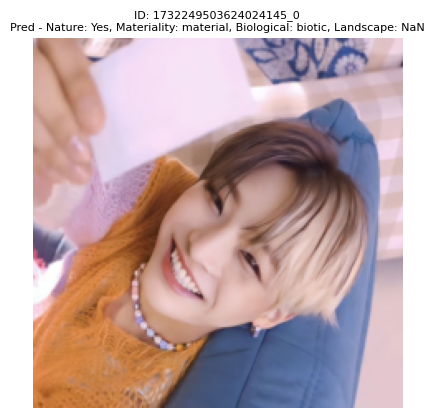 ID: 1732249503624024145_0
Pred - Nature: Yes, Materiality: material, Biological: biotic, Landscape: NaN